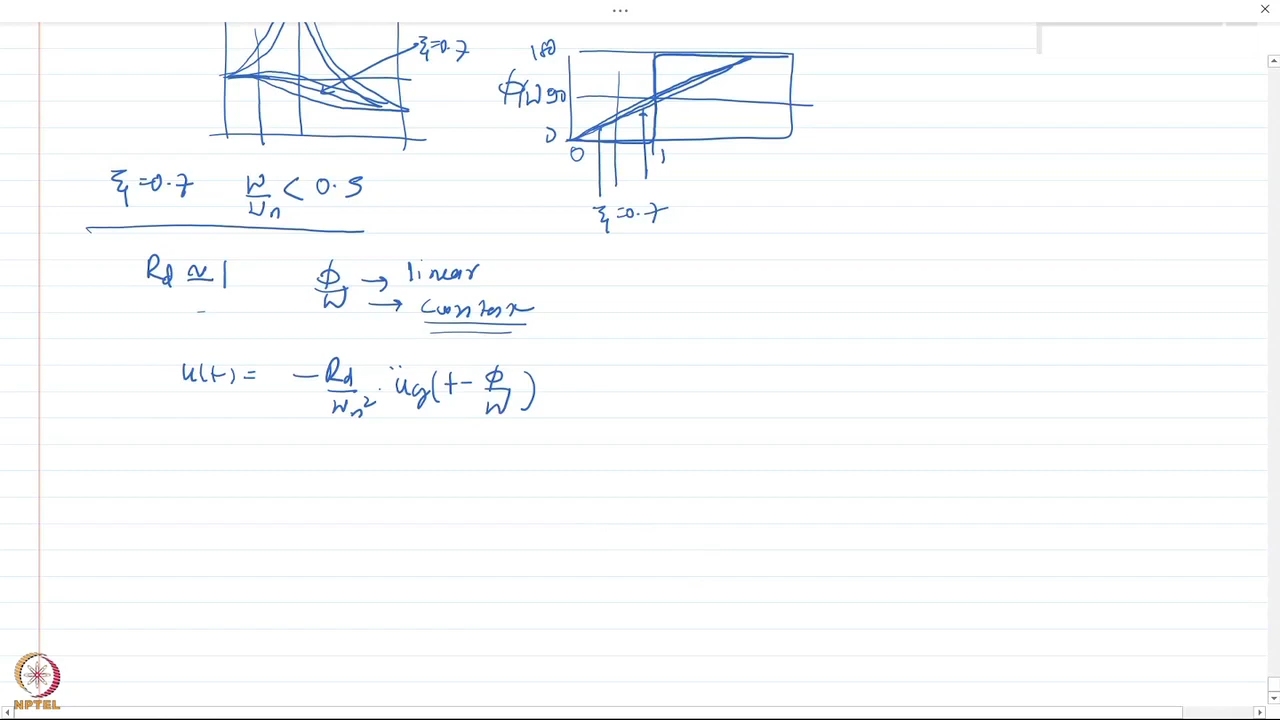 ξ=0.7
180
ϕ/ω 90
0
0 1
ξ=0.7
ξ=0.7 ω/ωn < 0.5
Rd ≃ 1 ϕ/ω → linear
→ constant
u(t) = − Rd/ωn² · üg(t − ϕ/ω)
NPTEL